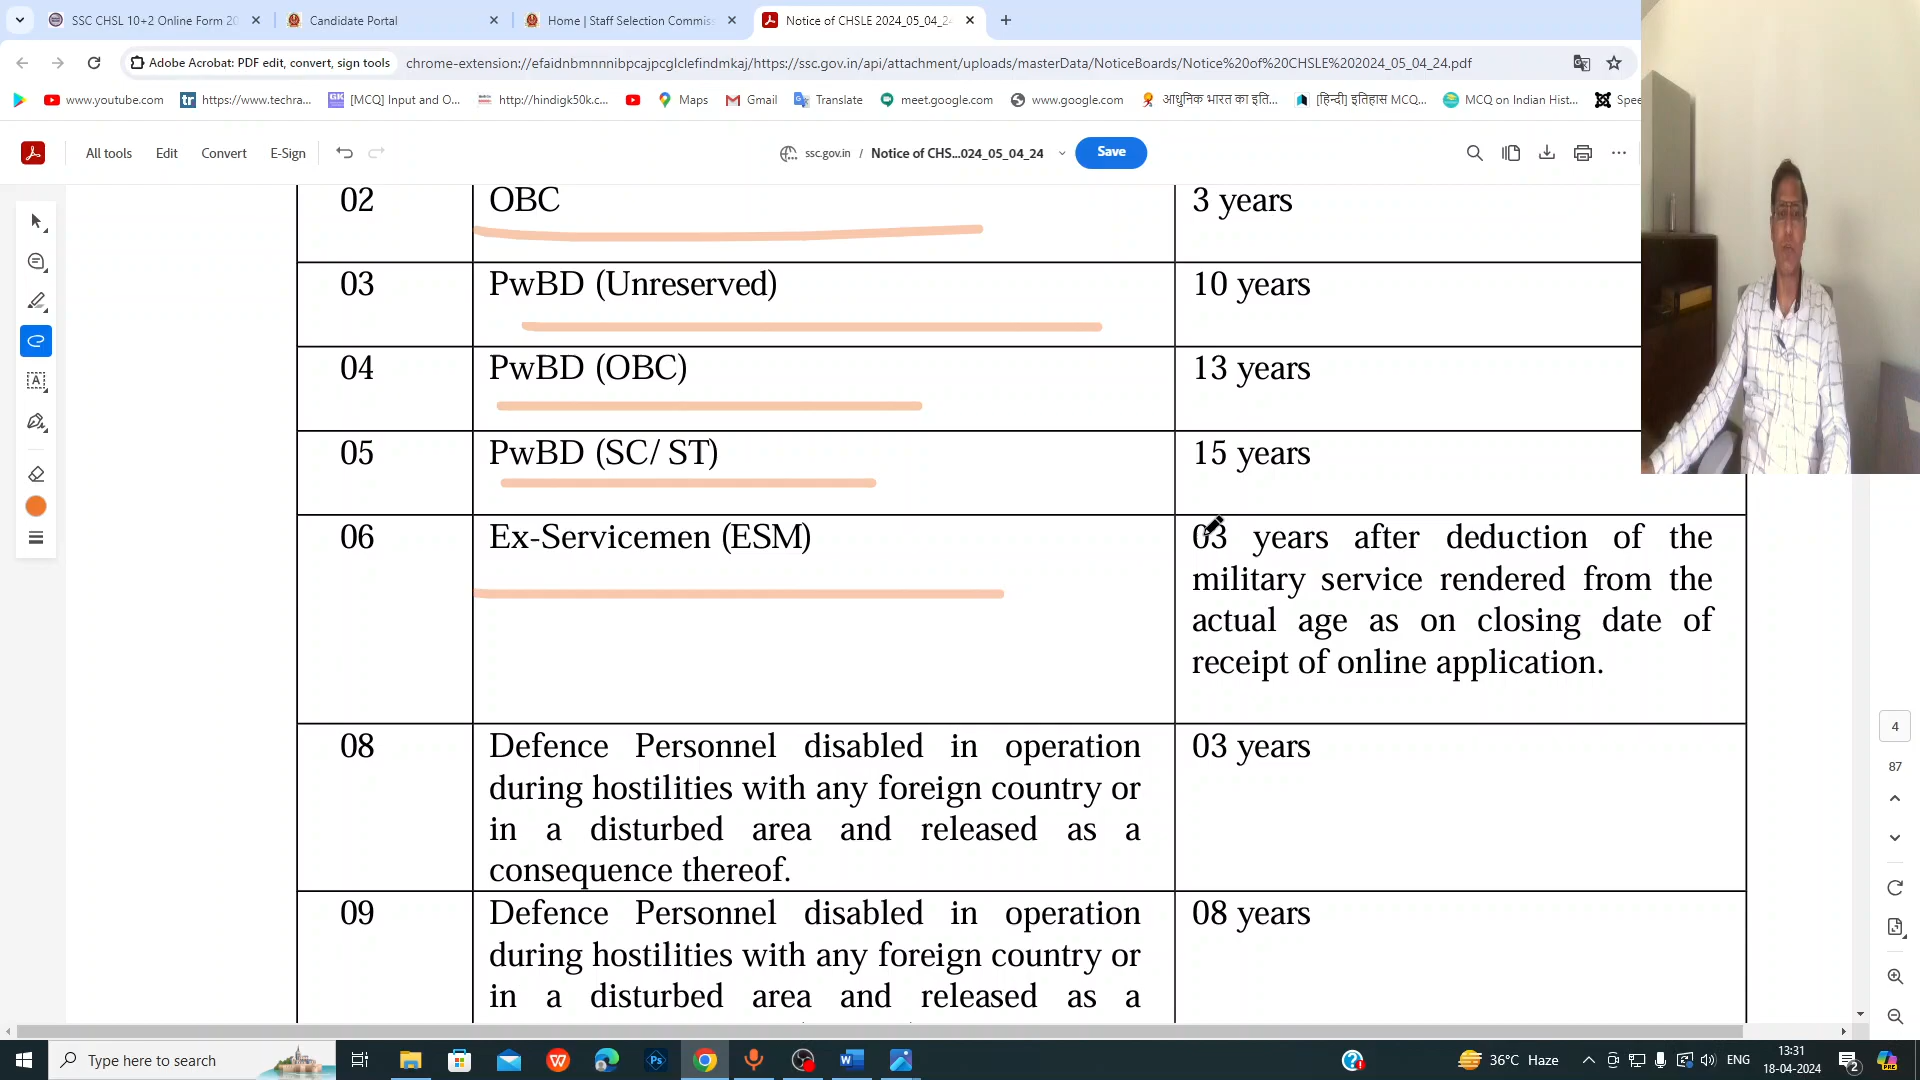 SSC CHSL 10+2 Online Form 20
Candidate Portal
Home | Staff Selection Commiss
Notice of CHSLE 2024_05_04_24
Adobe Acrobat: PDF edit, convert, sign tools
chrome-extension://efaidnbmnnnibpcajpcglclefindmkaj/https://ssc.gov.in/api/attachment/uploads/masterData/NoticeBoards/Notice%20of%20CHSLE%202024_05_04_24.pdf
www.youtube.com
https://www.techra...
[MCQ] Input and O...
http://hindigk50k.c...
Maps
Gmail
Translate
meet.google.com
www.google.com
आधुनिक भारत का इति...
[हिन्दी] इतिहास MCQ...
MCQ on Indian Hist...
Spee
All tools
Edit
Convert
E-Sign
ssc.gov.in / Notice of CHS...024_05_04_24
Save
02 OBC 3 years
03 PwBD (Unreserved) 10 years
04 PwBD (OBC) 13 years
05 PwBD (SC/ ST) 15 years
06 Ex-Servicemen (ESM) 03 years after deduction of the
military service rendered from the
actual age as on closing date of
receipt of online application.
08 Defence Personnel disabled in operation 03 years
during hostilities with any foreign country or
in a disturbed area and released as a
consequence thereof.
09 Defence Personnel disabled in operation 08 years
during hostilities with any foreign country or
in a disturbed area and released as a
4
87
Type here to search
36°C Haze
ENG
13:31
18-04-2024
2